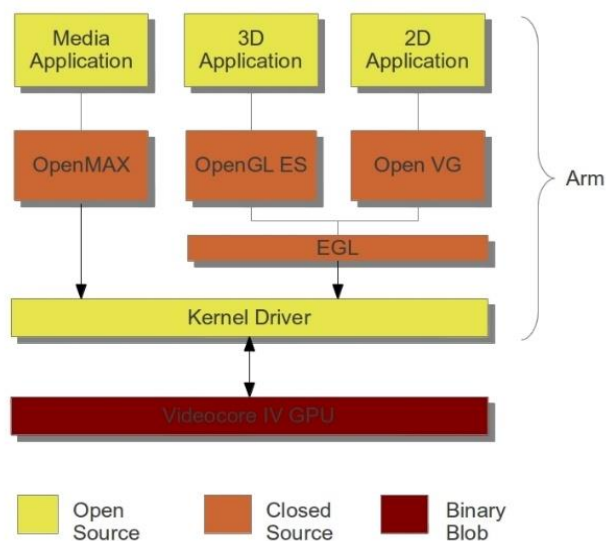 Media
Application
3D
Application
2D
Application
OpenMAX
OpenGL ES
Open VG
Arm
EGL
Kernel Driver
Videocore IV GPU
Open
Source
Closed
Source
Binary
Blob